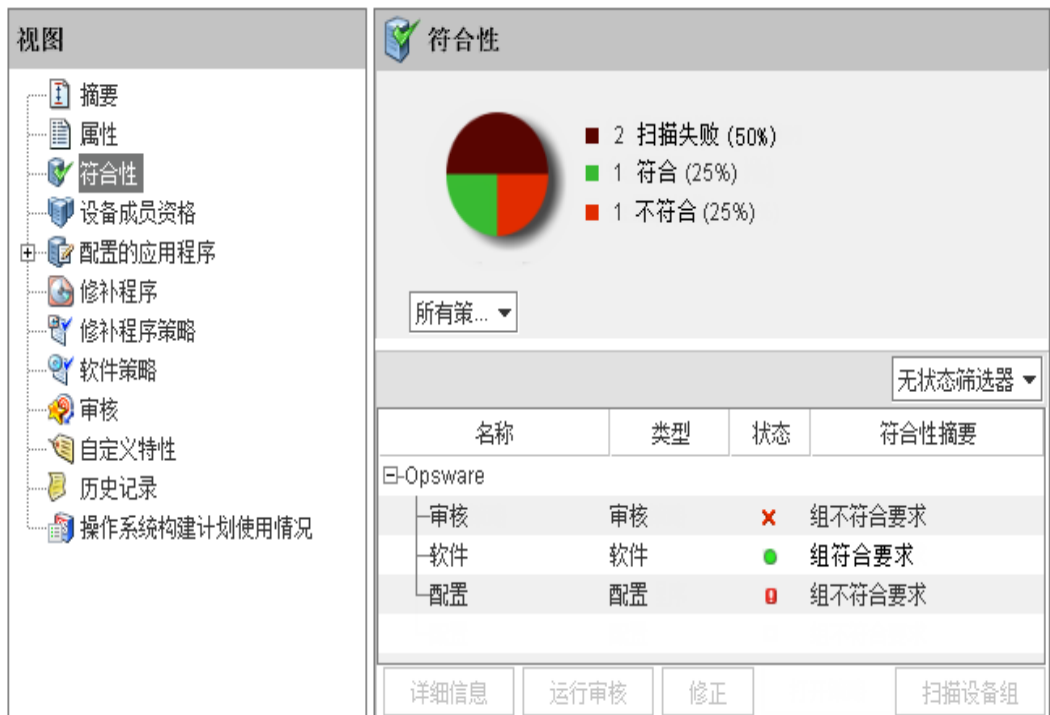 视图
摘要
属性
符合性
设备成员资格
配置的应用程序
修补程序
修补程序策略
软件策略
审核
自定义特性
历史记录
操作系统构建计划使用情况
符合性
2 扫描失败 (50%)
1 符合 (25%)
1 不符合 (25%)
所有策...
无状态筛选器
名称 类型 状态 符合性摘要
Opsware
审核 审核 组不符合要求
软件 软件 组符合要求
配置 配置 组不符合要求
详细信息 运行审核 修正 扫描设备组